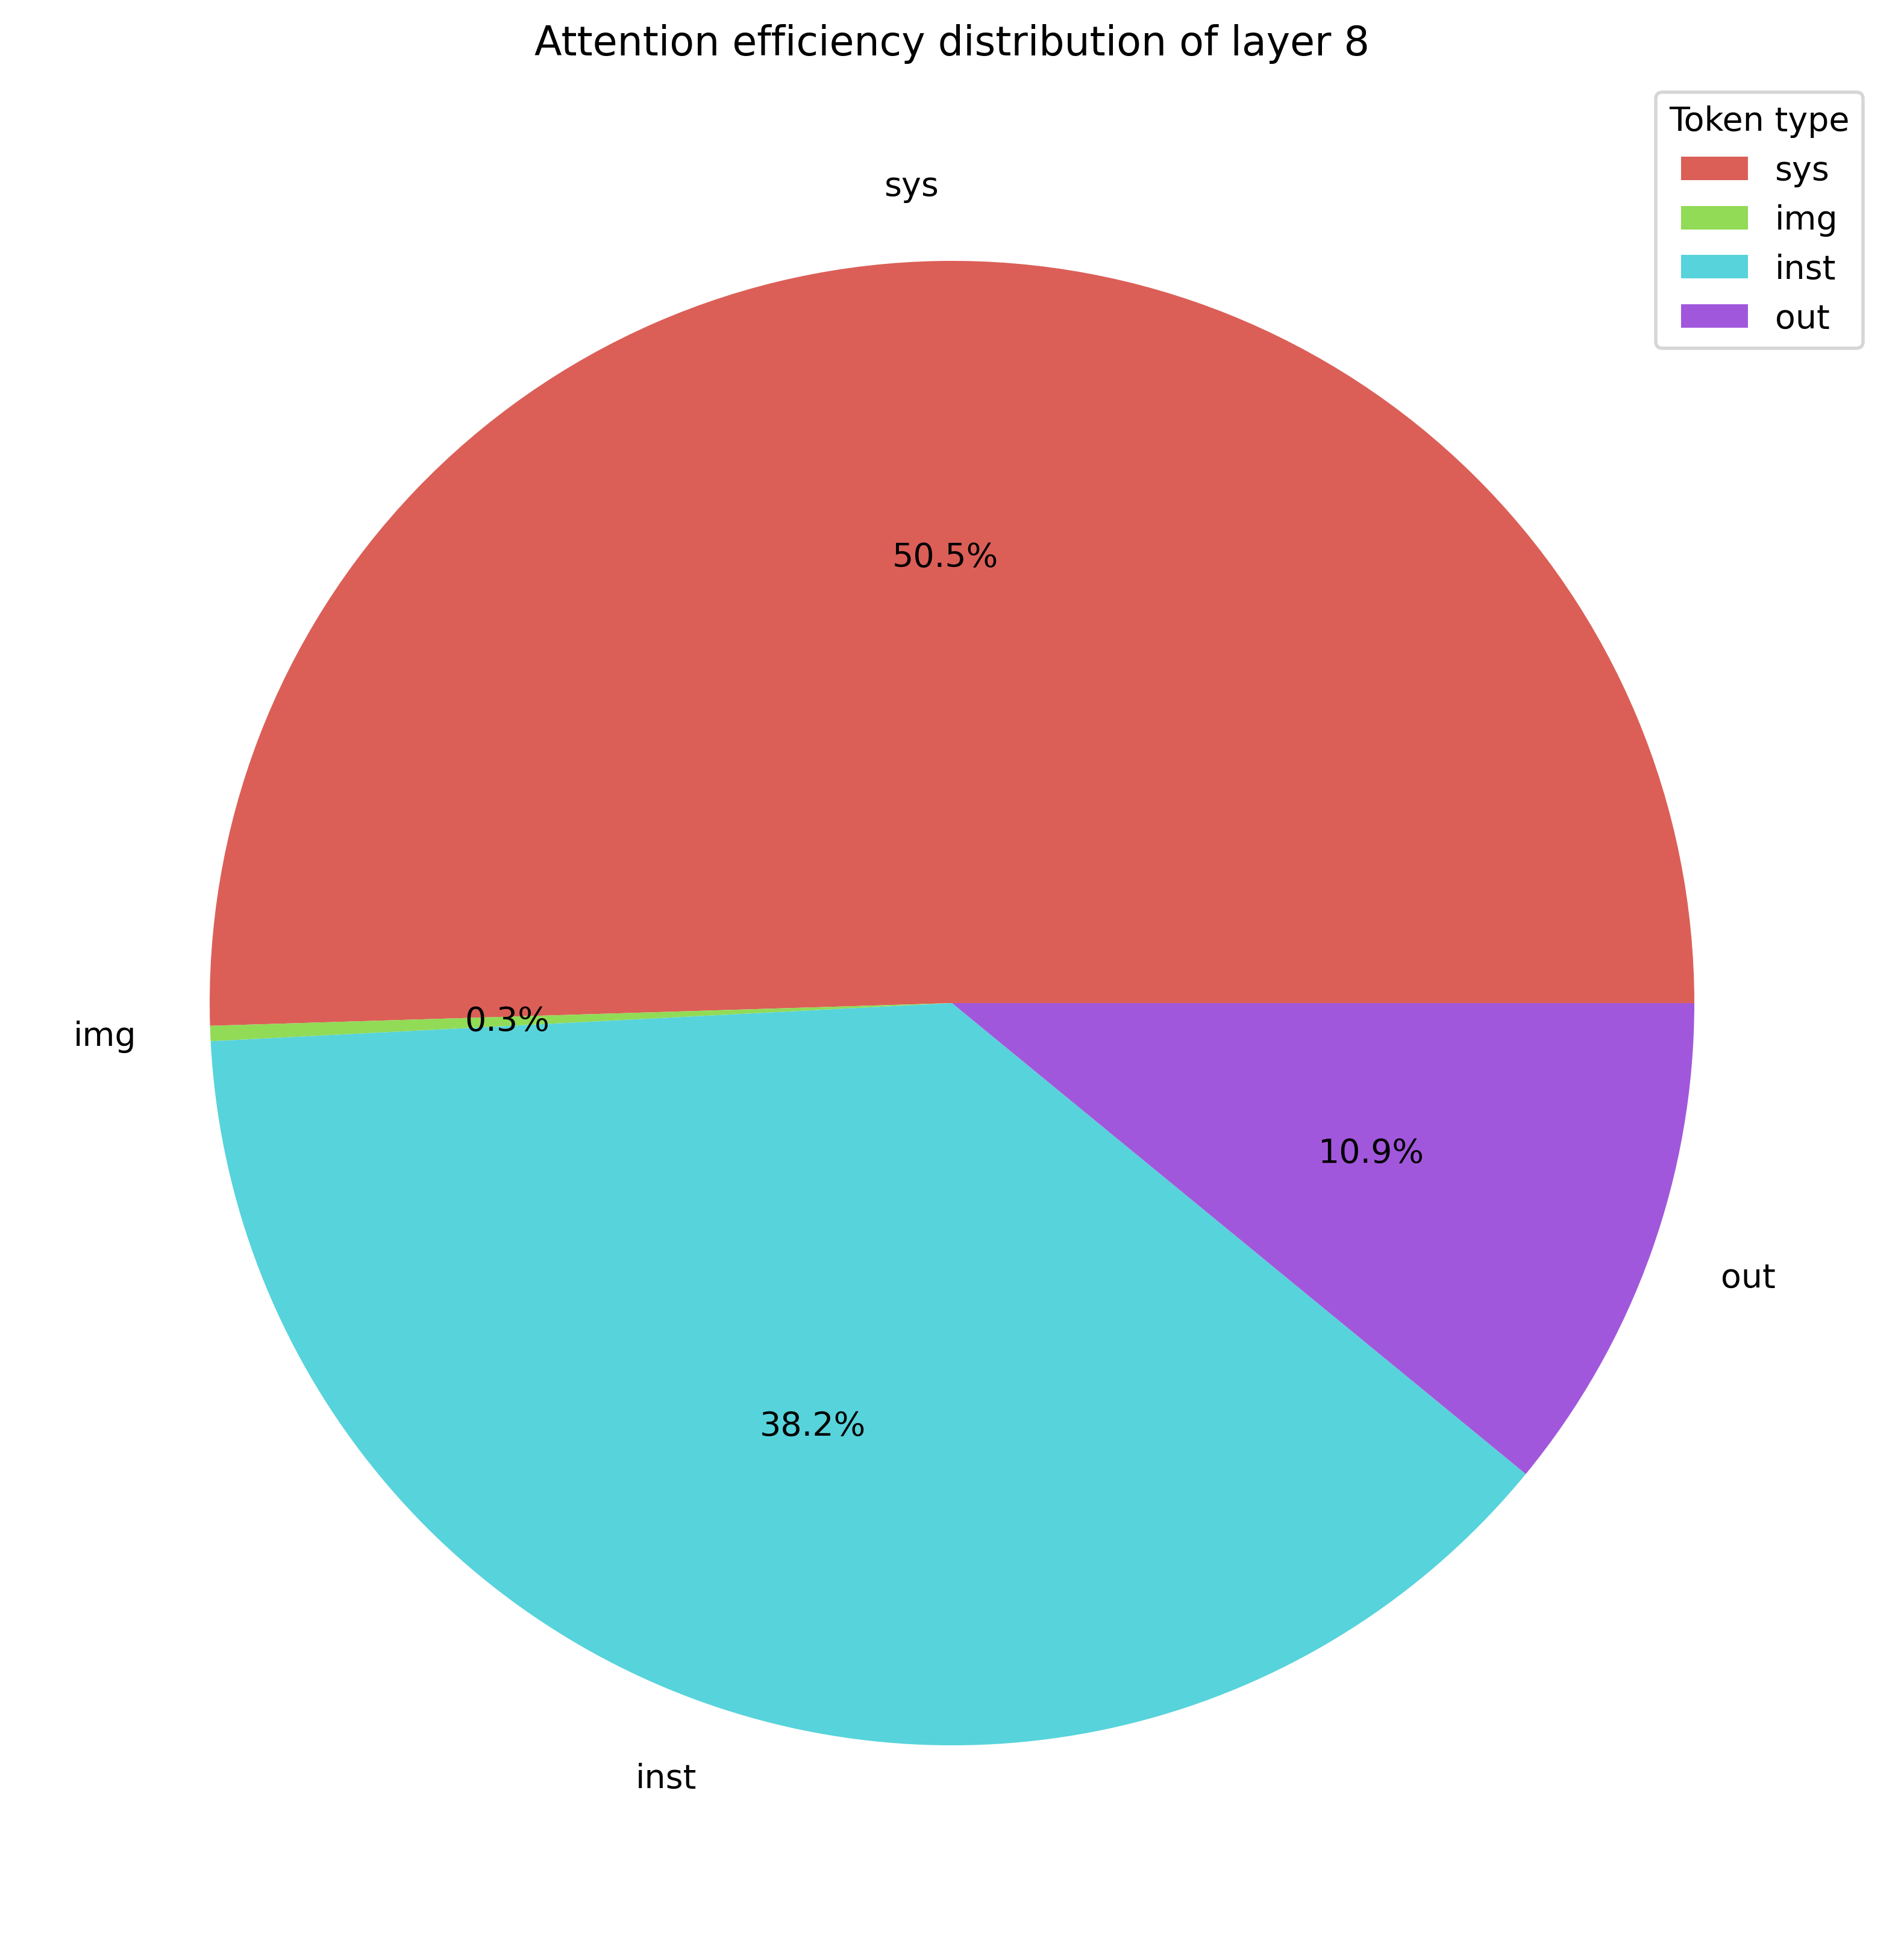 Attention efficiency distribution of layer 8
Token type
sys
img
inst
out
sys
50.5%
img
0.3%
10.9%
out
38.2%
inst